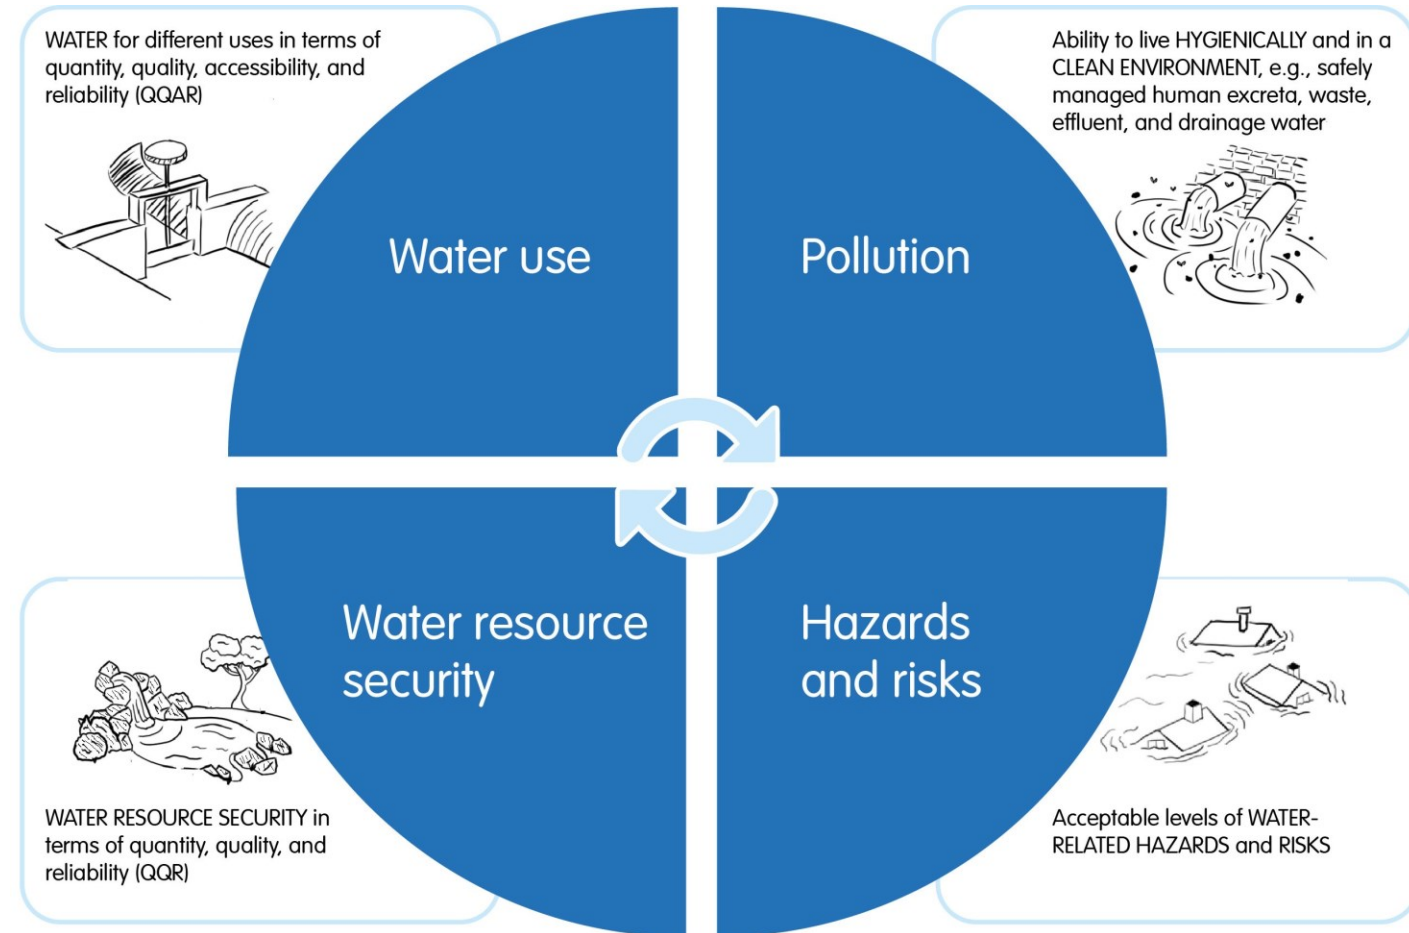 WATER for different uses in terms of
quantity, quality, accessibility, and
reliability (QQAR)
Water use
Ability to live HYGIENICALLY and in a
CLEAN ENVIRONMENT, e.g., safely
managed human excreta, waste,
effluent, and drainage water
Pollution
Water resource
security
WATER RESOURCE SECURITY in
terms of quantity, quality, and
reliability (QQR)
Hazards
and risks
Acceptable levels of WATER-
RELATED HAZARDS and RISKS